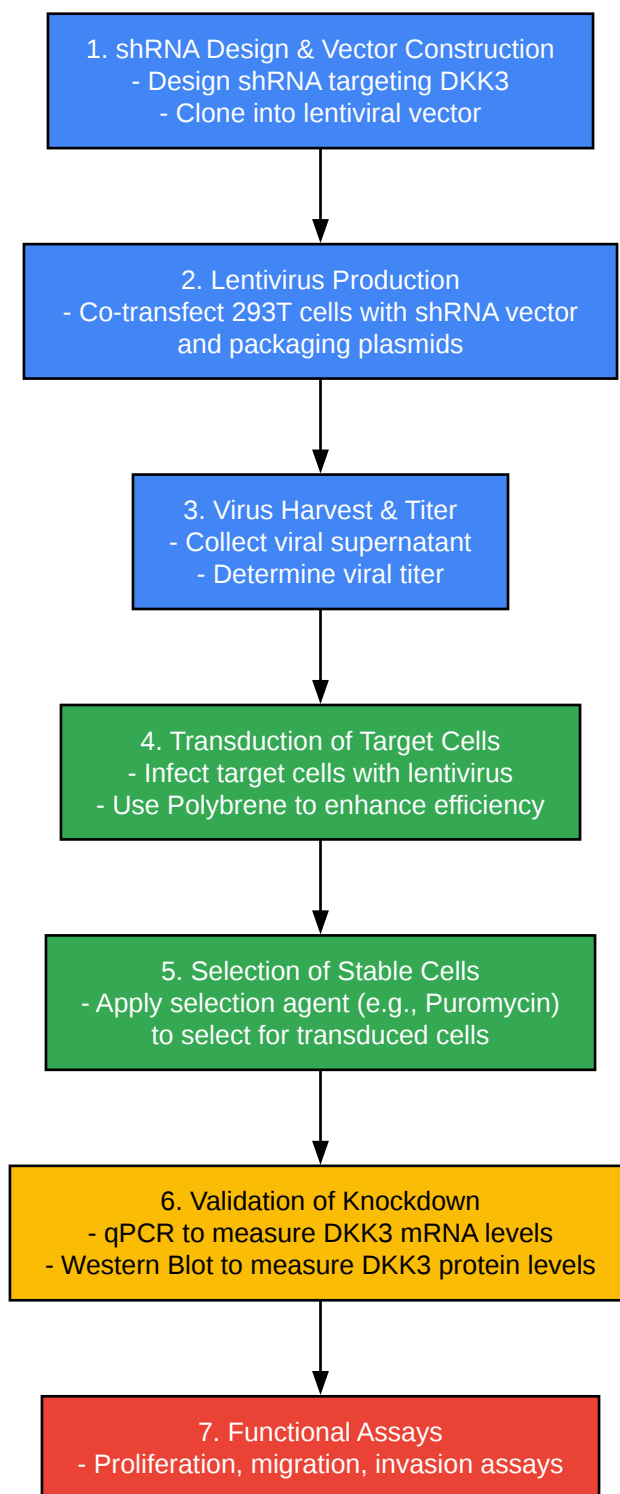 1. shRNA Design & Vector Construction
- Design shRNA targeting DKK3
- Clone into lentiviral vector
2. Lentivirus Production
- Co-transfect 293T cells with shRNA vector
and packaging plasmids
3. Virus Harvest & Titer
- Collect viral supernatant
- Determine viral titer
4. Transduction of Target Cells
- Infect target cells with lentivirus
- Use Polybrene to enhance efficiency
5. Selection of Stable Cells
- Apply selection agent (e.g., Puromycin)
to select for transduced cells
6. Validation of Knockdown
- qPCR to measure DKK3 mRNA levels
- Western Blot to measure DKK3 protein levels
7. Functional Assays
- Proliferation, migration, invasion assays